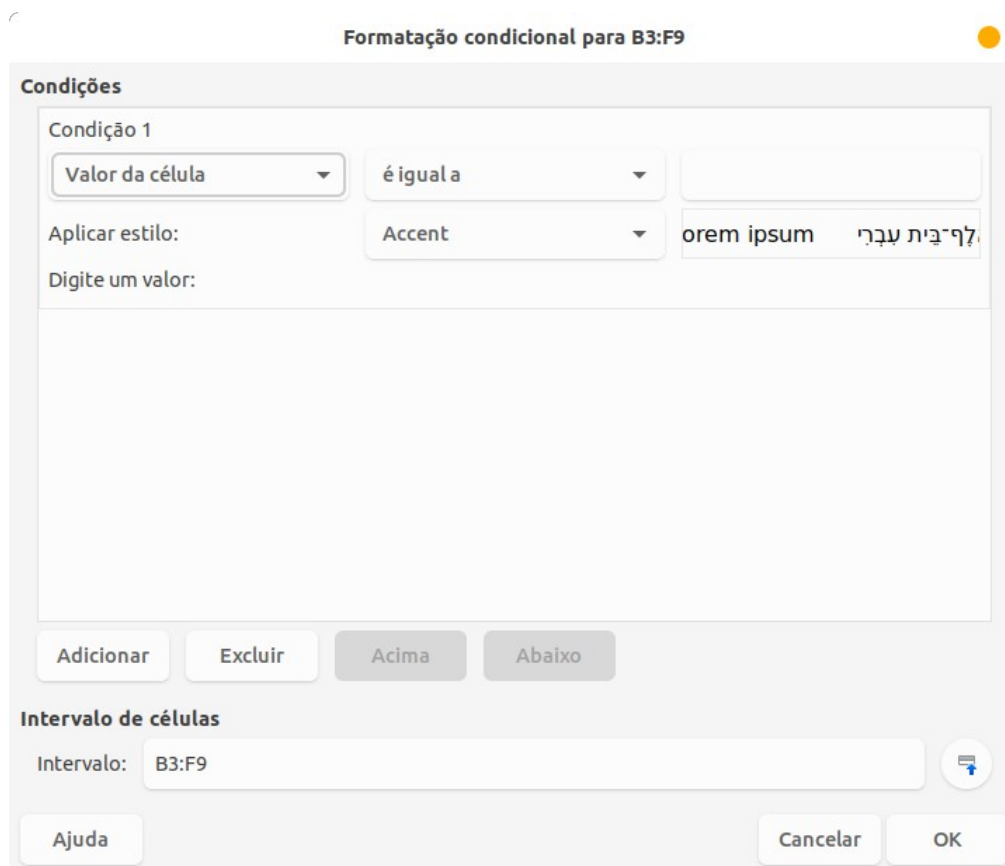 Formatação condicional para B3:F9
Condições
Condição 1
Valor da célula é igual a
Aplicar estilo: Accent orem ipsum לֶף־בֵּית עִבְרִי
Digite um valor:
Adicionar Excluir Acima Abaixo
Intervalo de células
Intervalo: B3:F9
Ajuda Cancelar OK